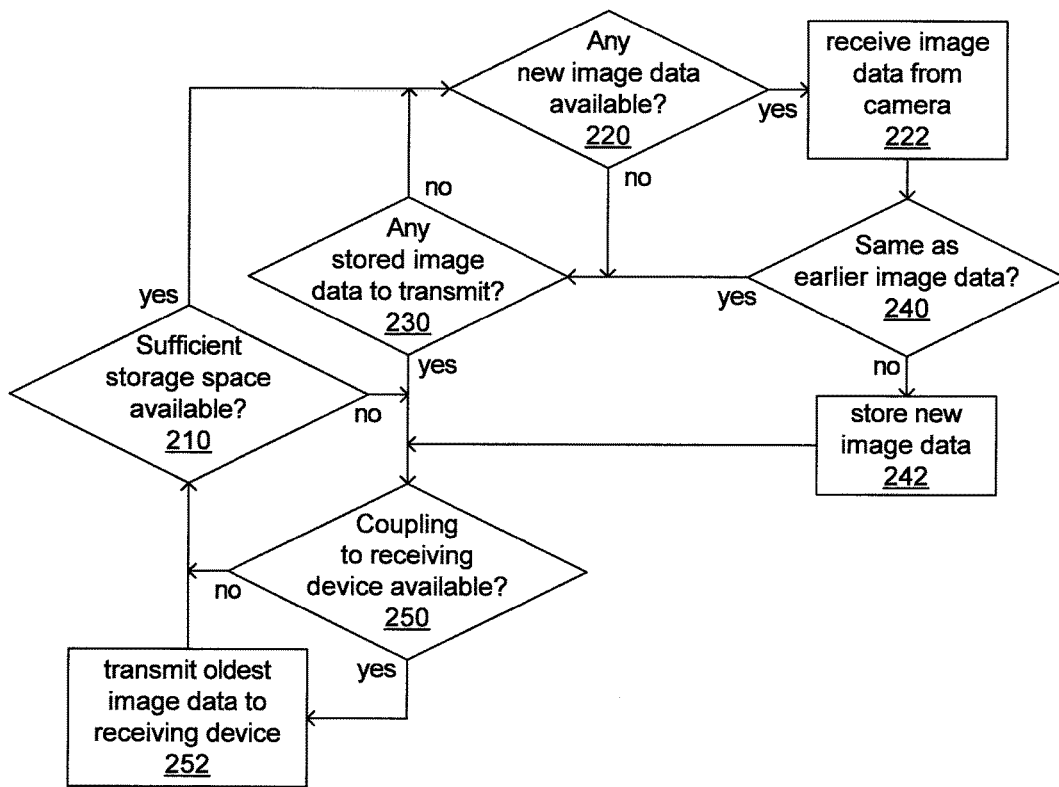 Any
new image data
available?
220
yes
no
receive image
data from
camera
222
no
Any
stored image
data to transmit?
230
yes
Same as
earlier image data?
240
yes
no
yes
Sufficient
storage space
available?
210
no
store new
image data
242
Coupling
to receiving
device available?
250
no
yes
transmit oldest
image data to
receiving device
252